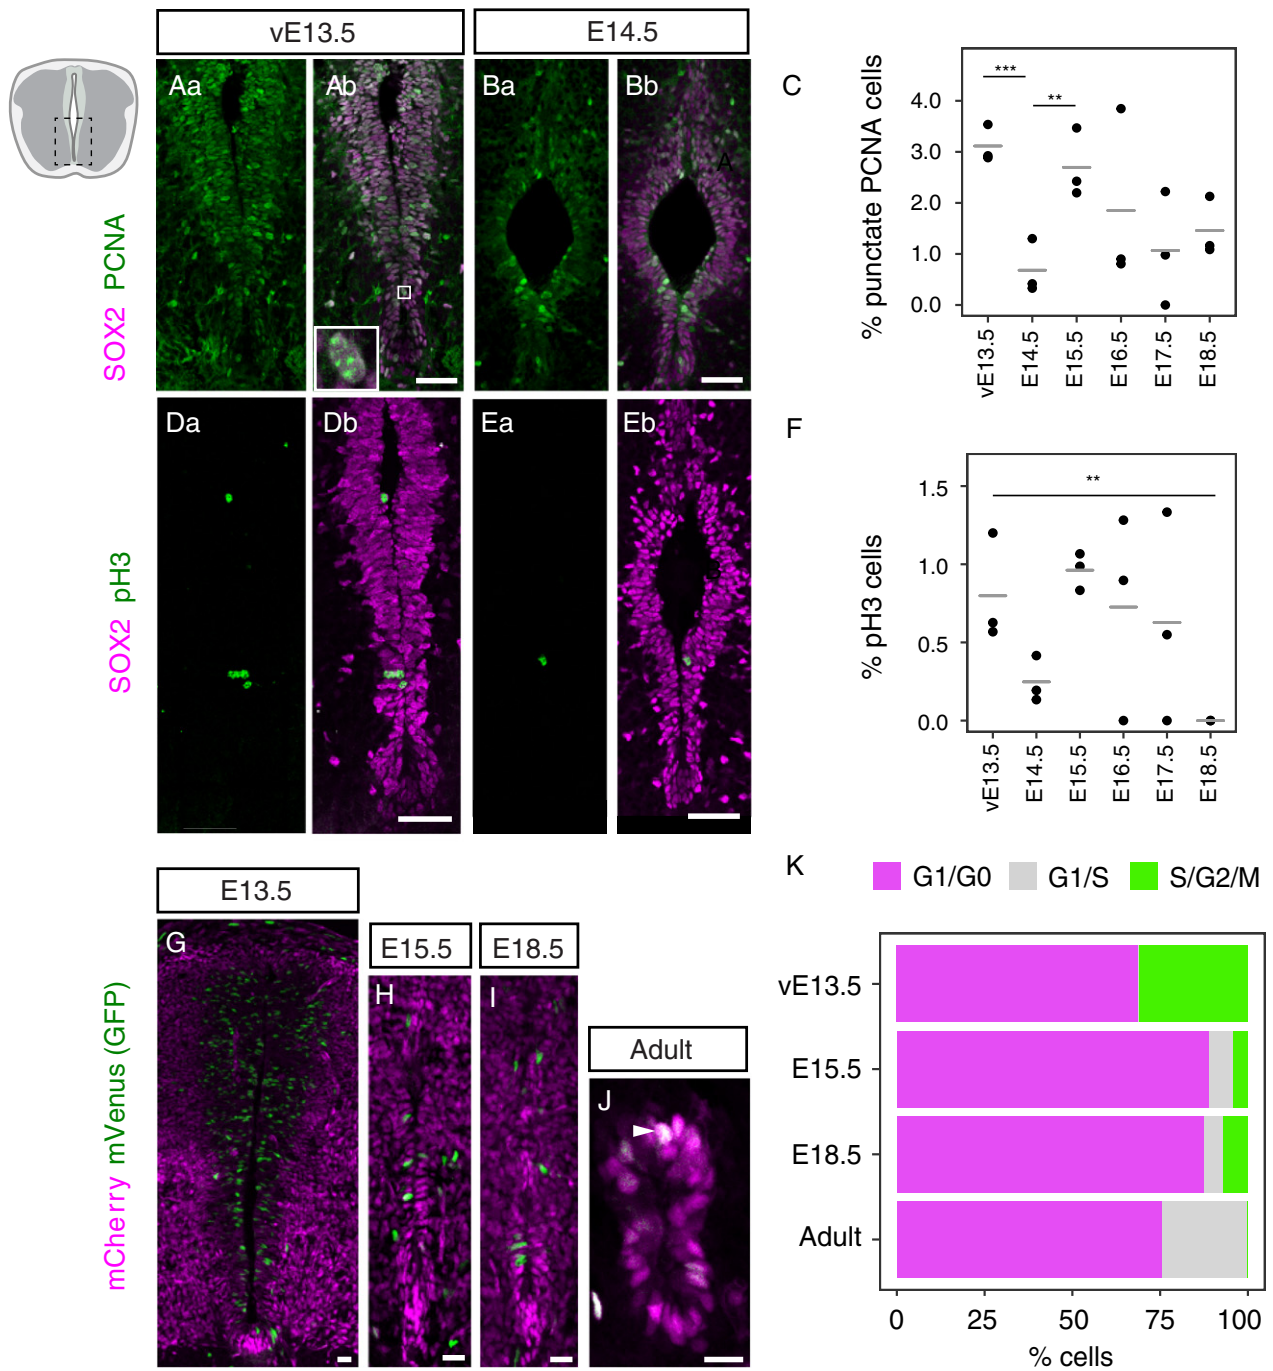 vE13.5
E14.5
Aa
Ab
Ba
Bb
A
SOX2 PCNA
C
% punctate PCNA cells
***
**
4.0
3.0
2.0
1.0
0.0
vE13.5
E14.5
E15.5
E16.5
E17.5
E18.5
Da
Db
Ea
Eb
SOX2 pH3
F
% pH3 cells
**
1.5
1.0
0.5
0.0
vE13.5
E14.5
E15.5
E16.5
E17.5
E18.5
E13.5
G
E15.5
H
E18.5
I
Adult
J
mCherry mVenus (GFP)
K
G1/G0 G1/S S/G2/M
vE13.5
E15.5
E18.5
Adult
0 25 50 75 100
% cells